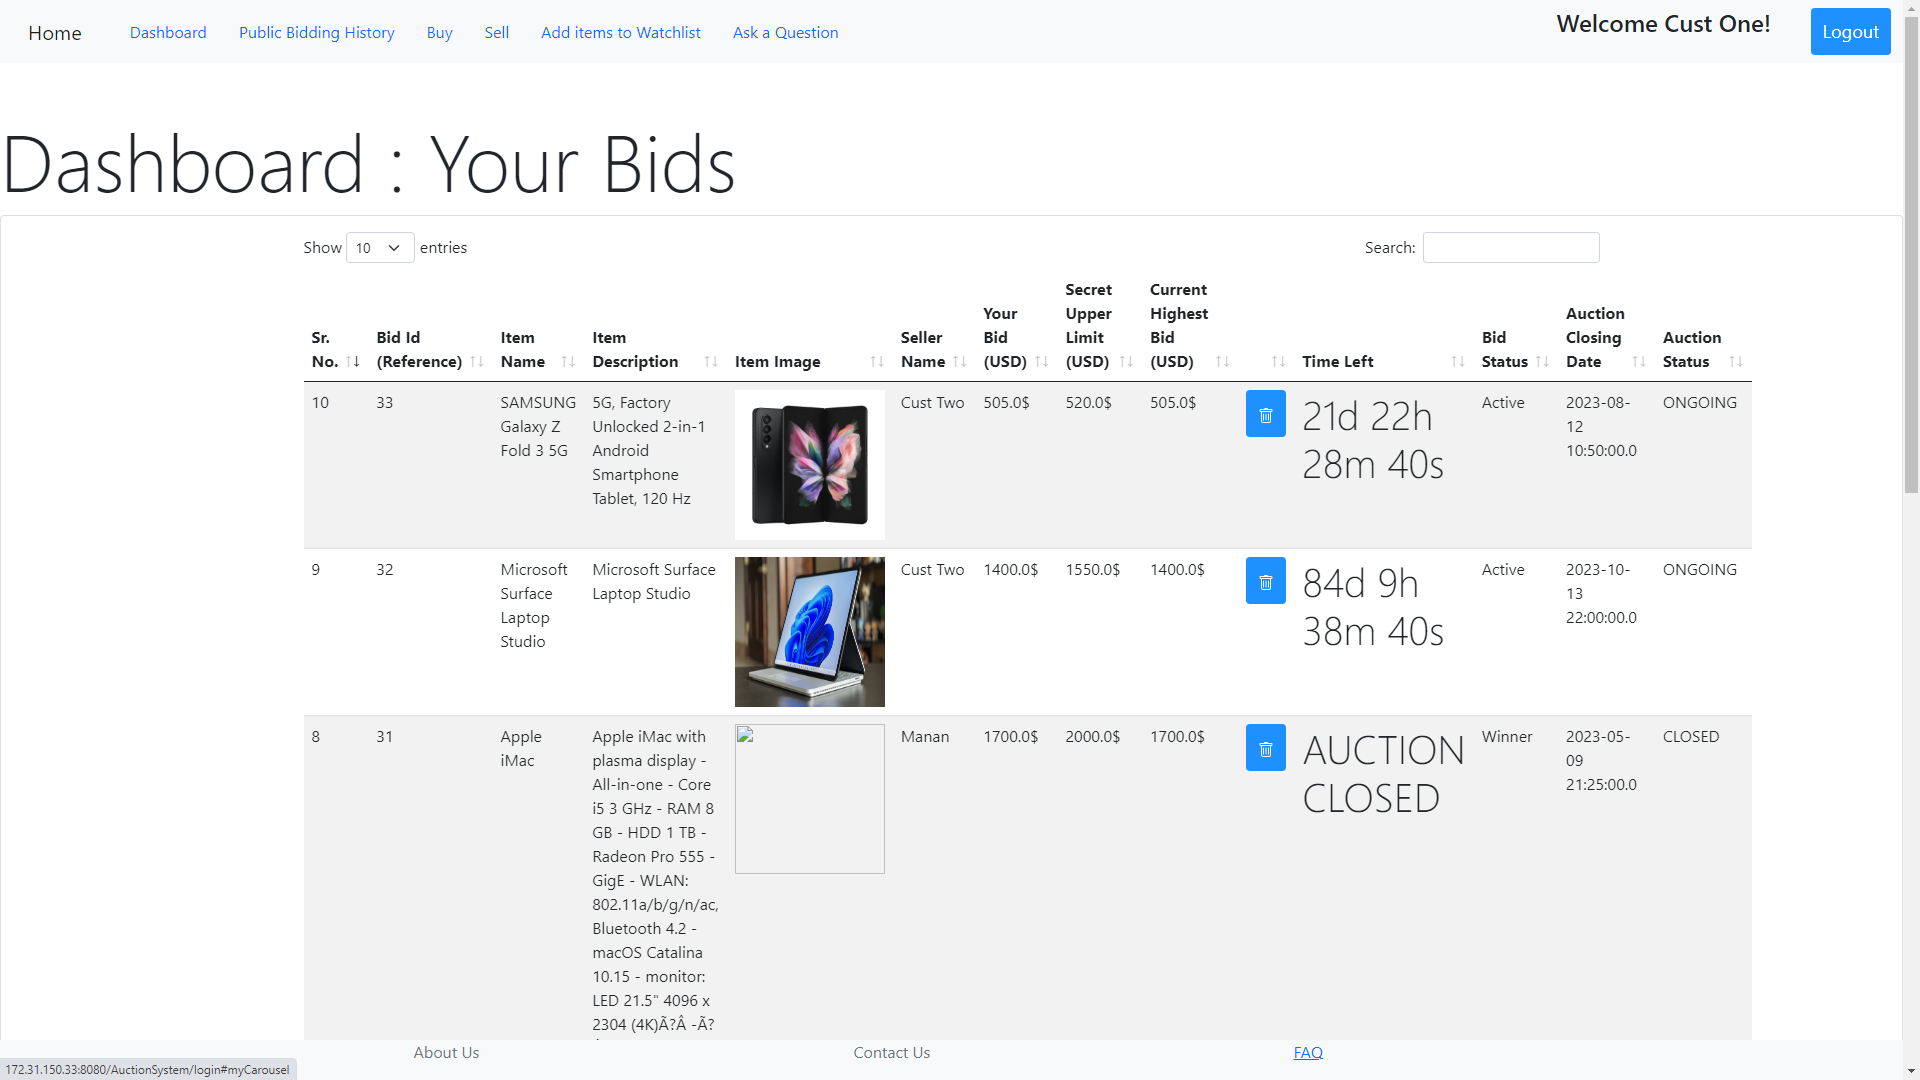 Home Dashboard Public Bidding History Buy Sell Add items to Watchlist Ask a Question Welcome Cust One! Logout
Dashboard : Your Bids
Show 10 entries Search:
Sr. No.
Bid Id (Reference)
Item Name
Item Description
Item Image
Seller Name
Your Bid (USD)
Secret Upper Limit (USD)
Current Highest Bid (USD)
Time Left
Bid Status
Auction Closing Date
Auction Status
10
33
SAMSUNG
Galaxy Z
Fold 3 5G
5G, Factory
Unlocked 2-in-1
Android
Smartphone
Tablet, 120 Hz
Cust Two
505.0$
520.0$
505.0$
21d 22h
28m 40s
Active
2023-08-
12
10:50:00.0
ONGOING
9
32
Microsoft
Surface
Laptop
Studio
Microsoft Surface
Laptop Studio
Cust Two
1400.0$
1550.0$
1400.0$
84d 9h
38m 40s
Active
2023-10-
13
22:00:00.0
ONGOING
8
31
Apple
iMac
Apple iMac with
plasma display -
All-in-one - Core
i5 3 GHz - RAM 8
GB - HDD 1 TB -
Radeon Pro 555 -
GigE - WLAN:
802.11a/b/g/n/ac,
Bluetooth 4.2 -
macOS Catalina
10.15 - monitor:
LED 21.5" 4096 x
2304 (4K)Ã?Â -Ã?
Manan
1700.0$
2000.0$
1700.0$
AUCTION
CLOSED
Winner
2023-05-
09
21:25:00.0
CLOSED
About Us Contact Us FAQ
172.31.150.33:8080/AuctionSystem/login#myCarousel